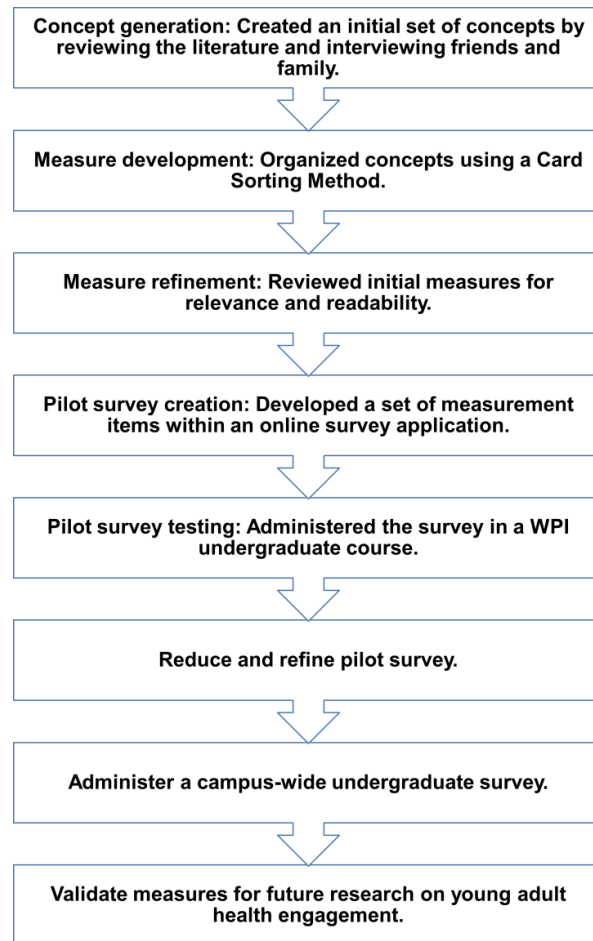 Concept generation: Created an initial set of concepts by
reviewing the literature and interviewing friends and
family.
Measure development: Organized concepts using a Card
Sorting Method.
Measure refinement: Reviewed initial measures for
relevance and readability.
Pilot survey creation: Developed a set of measurement
items within an online survey application.
Pilot survey testing: Administered the survey in a WPI
undergraduate course.
Reduce and refine pilot survey.
Administer a campus-wide undergraduate survey.
Validate measures for future research on young adult
health engagement.